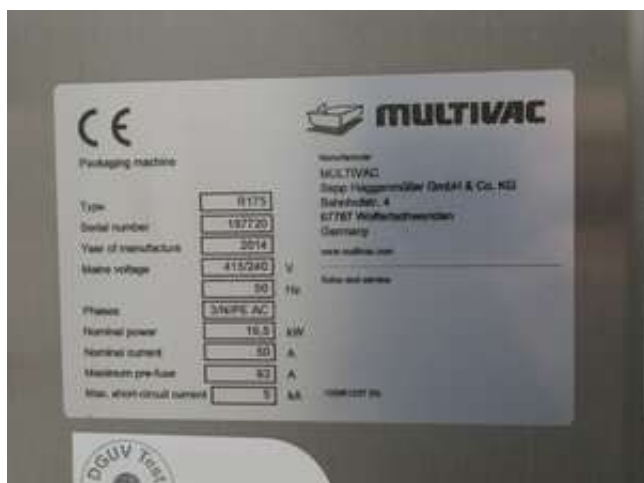 CE
Packaging machine
Type R175
Serial number 197720
Year of manufacture 2014
Mains voltage 415/240 V
50 Hz
Phases 3/N/PE AC
Nominal power kW
Nominal current 50 A
Maximum pre-fuse 63 A
Max. short-circuit current 5 kA
MULTIVAC
Manufacturer
MULTIVAC
Sepp Haggenmüller GmbH & Co. KG
Bahnhofstr. 4
87787 Wolfertschwenden
Germany
www.multivac.com
Sales and service
DGUV Test